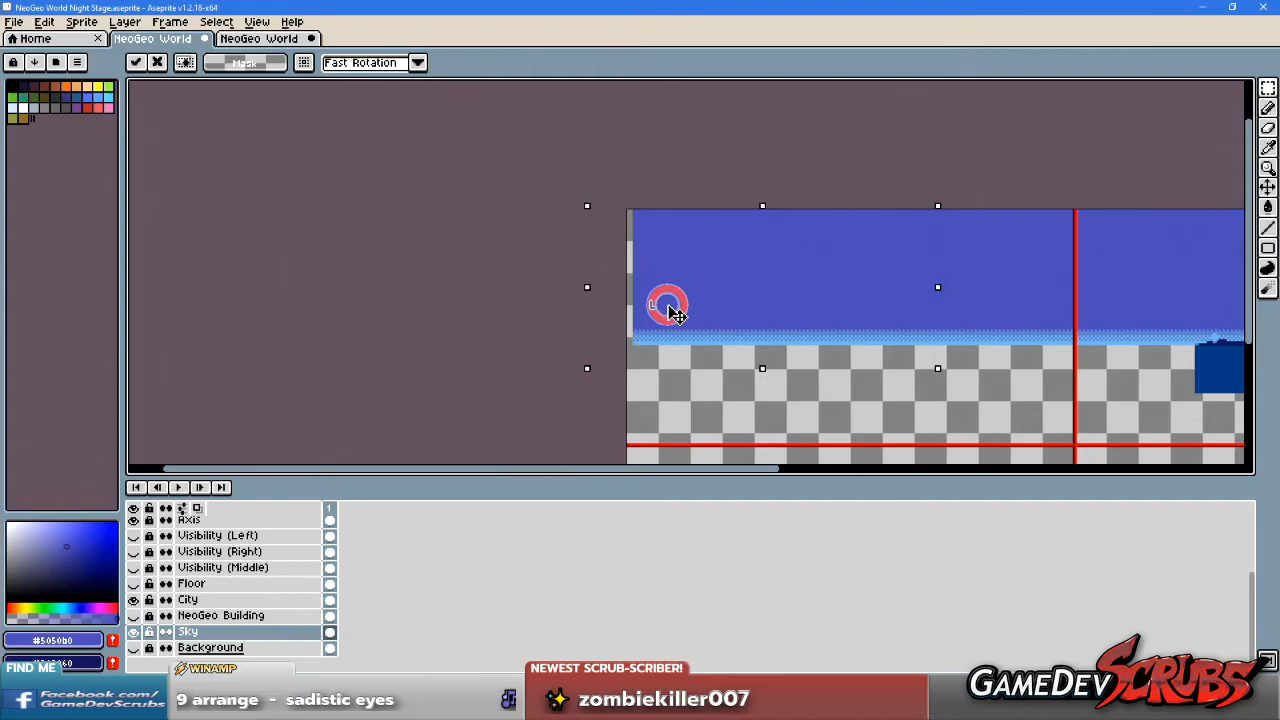 NeoGeo World Night Stage.aseprite - Aseprite v1.2.18-x64
File Edit Sprite Layer Frame Select View Help
Home NeoGeo World NeoGeo World
Mask Fast Rotation
L
1
Axis
Visibility (Left)
Visibility (Right)
Visibility (Middle)
Floor
City
NeoGeo Building
Sky
Background
#5050b0
FIND ME
Facebook.com/
GameDevScrubs
WINAMP
9 arrange - sadistic eyes
NEWEST SCRUB-SCRIBER!
zombiekiller007
GAMEDEV SCRUBS